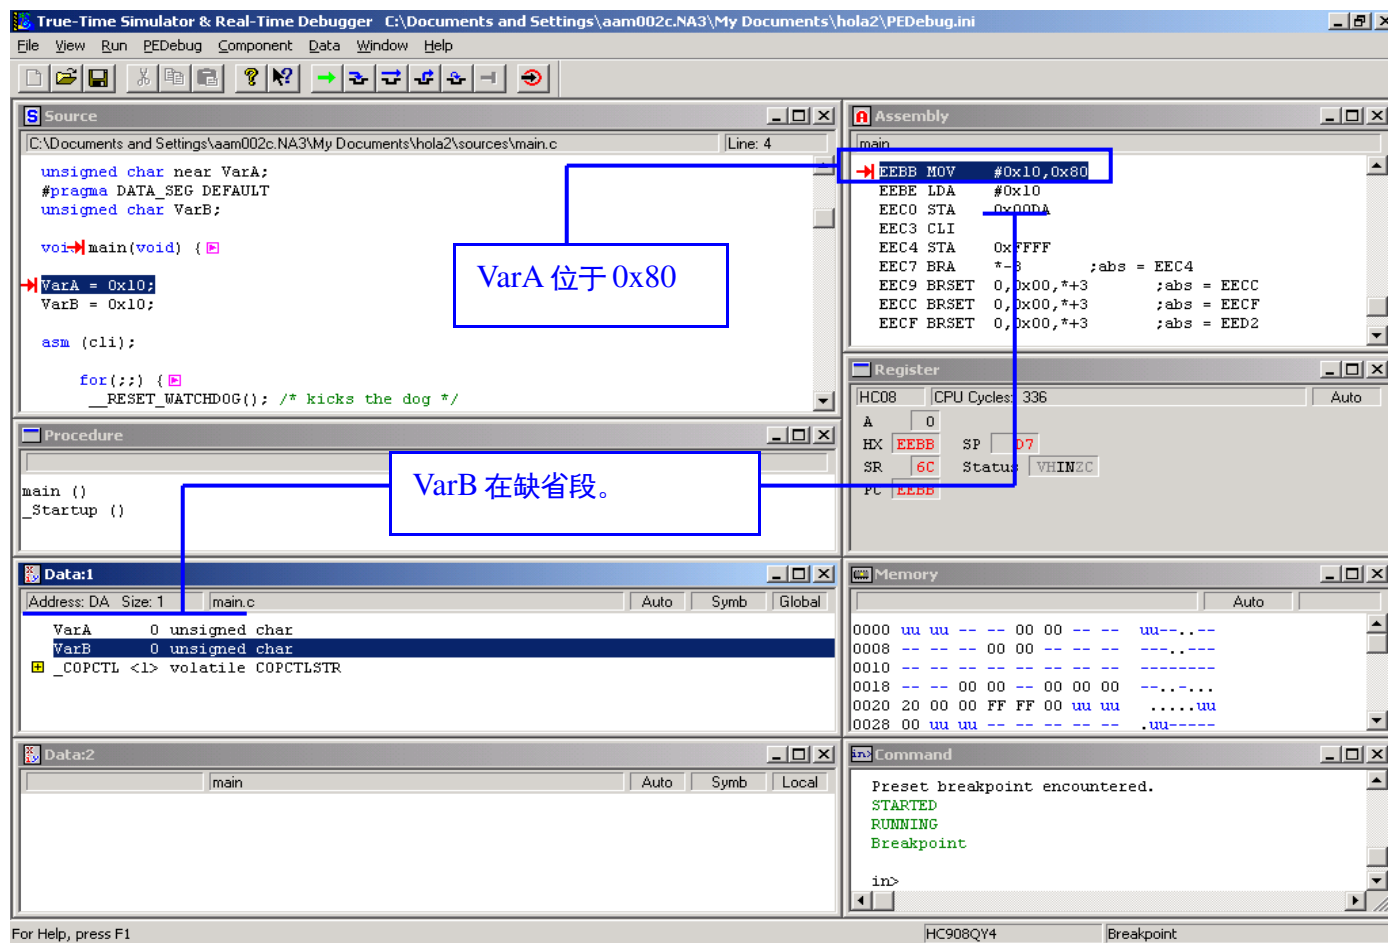 True-Time Simulator & Real-Time Debugger C:\Documents and Settings\aam002c.NA3\My Documents\hola2\PEDebug.ini
File View Run PEDebug Component Data Window Help
Source
C:\Documents and Settings\aam002c.NA3\My Documents\hola2\sources\main.c Line: 4
unsigned char near VarA;
#pragma DATA_SEG DEFAULT
unsigned char VarB;
main(void) {
VarA = 0x10;
VarB = 0x10;
asm (cli);
for(;;) {
__RESET_WATCHDOG(); /* kicks the dog */
VarA 位于 0x80
Assembly
main
EEBB MOV #0x10,0x80
EEBE LDA #0x10
EEC0 STA 0x00DA
EEC3 CLI
EEC4 STA 0xFFFF
EEC7 BRA *-3 ;abs = EEC4
EEC9 BRSET 0,0x00,*+3 ;abs = EECC
EECC BRSET 0,0x00,*+3 ;abs = EECF
EECF BRSET 0,0x00,*+3 ;abs = EED2
Register
HC08 CPU Cycles: 336 Auto
A 0
HX EEBB SP D7
SR 6C Status VHINZC
PC EEBB
Procedure
main ()
_Startup ()
VarB 在缺省段。
Data:1
Address: DA Size: 1 main.c Auto Symb Global
VarA 0 unsigned char
VarB 0 unsigned char
_COPCTL <1> volatile COPCTLSTR
Memory
Auto
0000 uu uu -- -- 00 00 -- -- uu--..--
0008 -- -- -- 00 00 -- -- -- ---..---
0010 -- -- -- -- -- -- -- -- --------
0018 -- -- 00 00 -- 00 00 00 --..-...
0020 20 00 00 FF FF 00 uu uu .....uu
0028 00 uu uu -- -- -- -- -- .uu-----
Data:2
main Auto Symb Local
Command
Preset breakpoint encountered.
STARTED
RUNNING
Breakpoint
in>
For Help, press F1 HC908QY4 Breakpoint